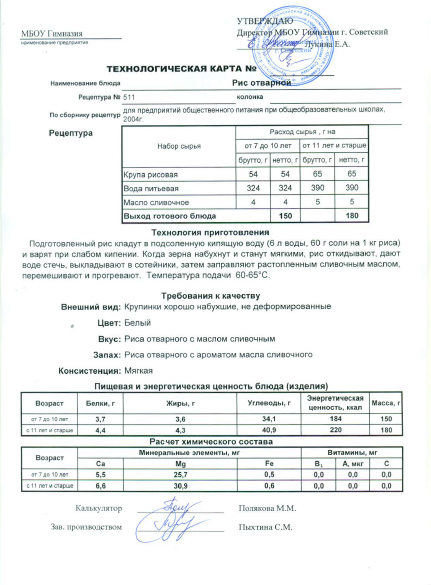 УТВЕРЖДАЮ
МБОУ Гимназия
Директор МБОУ Гимназии г. Советский
наименование предприятия
Лукина Е.А.
ТЕХНОЛОГИЧЕСКАЯ КАРТА №
Наименование блюда Рис отварной
Рецептура № 511 колонка
По сборнику рецептур для предприятий общественного питания при общеобразовательных школах, 2004г.
Рецептура
Набор сырья Расход сырья , г на
от 7 до 10 лет от 11 лет и старше
брутто, г нетто, г брутто, г нетто, г
Крупа рисовая 54 54 65 65
Вода питьевая 324 324 390 390
Масло сливочное 4 4 5 5
Выход готового блюда 150 180
Технология приготовления
Подготовленный рис кладут в подсоленную кипящую воду (6 л воды, 60 г соли на 1 кг риса)
и варят при слабом кипении. Когда зерна набухнут и станут мягкими, рис откидывают, дают
воде стечь, выкладывают в сотейники, затем заправляют растопленным сливочным маслом,
перемешивают и прогревают. Температура подачи 60-65°С.
Требования к качеству
Внешний вид: Крупинки хорошо набухшие, не деформированные
Цвет: Белый
Вкус: Риса отварного с маслом сливочным
Запах: Риса отварного с ароматом масла сливочного
Консистенция: Мягкая
Пищевая и энергетическая ценность блюда (изделия)
Возраст Белки, г Жиры, г Углеводы, г Энергетическая ценность, ккал Масса, г
от 7 до 10 лет 3,7 3,6 34,1 184 150
с 11 лет и старше 4,4 4,3 40,9 220 180
Расчет химического состава
Возраст Минеральные элементы, мг Витамины, мг
Ca Mg Fe B₁ А, мкг С
от 7 до 10 лет 5,5 25,7 0,5 0,0 0,0 0,0
с 11 лет и старше 6,6 30,9 0,6 0,0 0,0 0,0
Калькулятор Полякова М.М.
Зав. производством Пыхтина С.М.